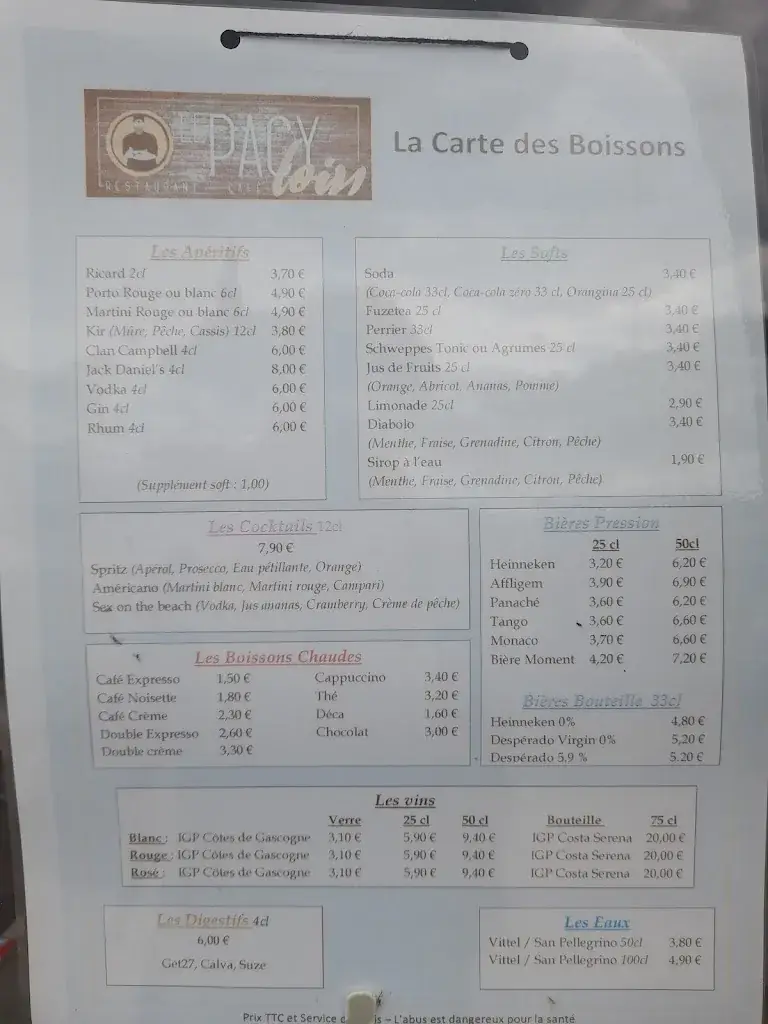 LE PACY
loiss
RESTAURANT CAFÉ
La Carte des Boissons
Les Apéritifs
Ricard 2cl 3,70 €
Porto Rouge ou blanc 6cl 4,90 €
Martini Rouge ou blanc 6cl 4,90 €
Kir (Mûre, Pêche, Cassis) 12cl 3,80 €
Clan Campbell 4cl 6,00 €
Jack Daniel's 4cl 8,00 €
Vodka 4cl 6,00 €
Gin 4cl 6,00 €
Rhum 4cl 6,00 €
(Supplément soft : 1,00)
Les Softs
Soda 3,40 €
(Coca-cola 33cl, Coca-cola zéro 33 cl, Orangina 25 cl)
Fuzetea 25 cl 3,40 €
Perrier 33cl 3,40 €
Schweppes Tonic ou Agrumes 25 cl 3,40 €
Jus de Fruits 25 cl 3,40 €
(Orange, Abricot, Ananas, Pomme)
Limonade 25cl 2,90 €
Diabolo 3,40 €
(Menthe, Fraise, Grenadine, Citron, Pêche)
Sirop à l'eau 1,90 €
(Menthe, Fraise, Grenadine, Citron, Pêche)
Les Cocktails 12cl
7,90 €
Spritz (Apérol, Prosecco, Eau pétillante, Orange)
Américano (Martini blanc, Martini rouge, Campari)
Sex on the beach (Vodka, Jus ananas, Cramberry, Crème de pêche)
Bières Pression
25 cl 50cl
Heinneken 3,20 € 6,20 €
Affligem 3,90 € 6,90 €
Panaché 3,60 € 6,20 €
Tango 3,60 € 6,60 €
Monaco 3,70 € 6,60 €
Bière Moment 4,20 € 7,20 €
Les Boissons Chaudes
Café Expresso 1,50 € Cappuccino 3,40 €
Café Noisette 1,80 € Thé 3,20 €
Café Crème 2,30 € Déca 1,60 €
Double Expresso 2,60 € Chocolat 3,00 €
Double crème 3,30 €
Bières Bouteille 33cl
Heinneken 0% 4,80 €
Despérado Virgin 0% 5,20 €
Despérado 5,9 % 5,20 €
Les vins
Verre 25 cl 50 cl Bouteille 75 cl
Blanc : IGP Côtes de Gascogne 3,10 € 5,90 € 9,40 € IGP Costa Serena 20,00 €
Rouge : IGP Côtes de Gascogne 3,10 € 5,90 € 9,40 € IGP Costa Serena 20,00 €
Rosé : IGP Côtes de Gascogne 3,10 € 5,90 € 9,40 € IGP Costa Serena 20,00 €
Les Digestifs 4cl
6,00 €
Get27, Calva, Suze
Les Eaux
Vittel / San Pellegrino 50cl 3,80 €
Vittel / San Pellegrino 100cl 4,90 €
Prix TTC et Service – L'abus est dangereux pour la santé